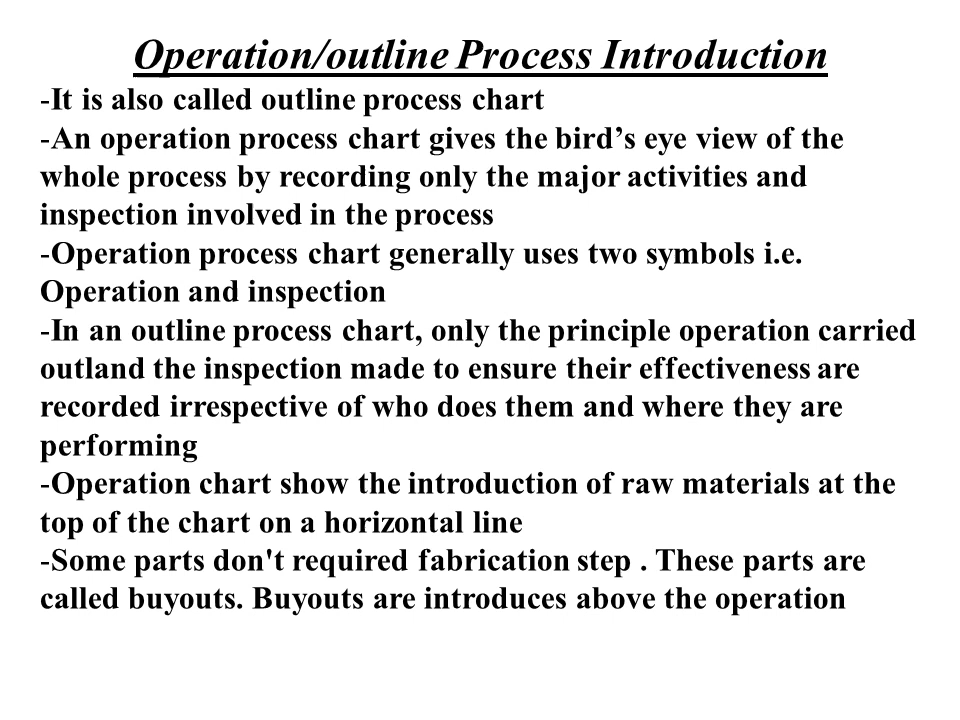 Operation/outline Process Introduction
-It is also called outline process chart
-An operation process chart gives the bird’s eye view of the
whole process by recording only the major activities and
inspection involved in the process
-Operation process chart generally uses two symbols i.e.
Operation and inspection
-In an outline process chart, only the principle operation carried
outland the inspection made to ensure their effectiveness are
recorded irrespective of who does them and where they are
performing
-Operation chart show the introduction of raw materials at the
top of the chart on a horizontal line
-Some parts don't required fabrication step . These parts are
called buyouts. Buyouts are introduces above the operation